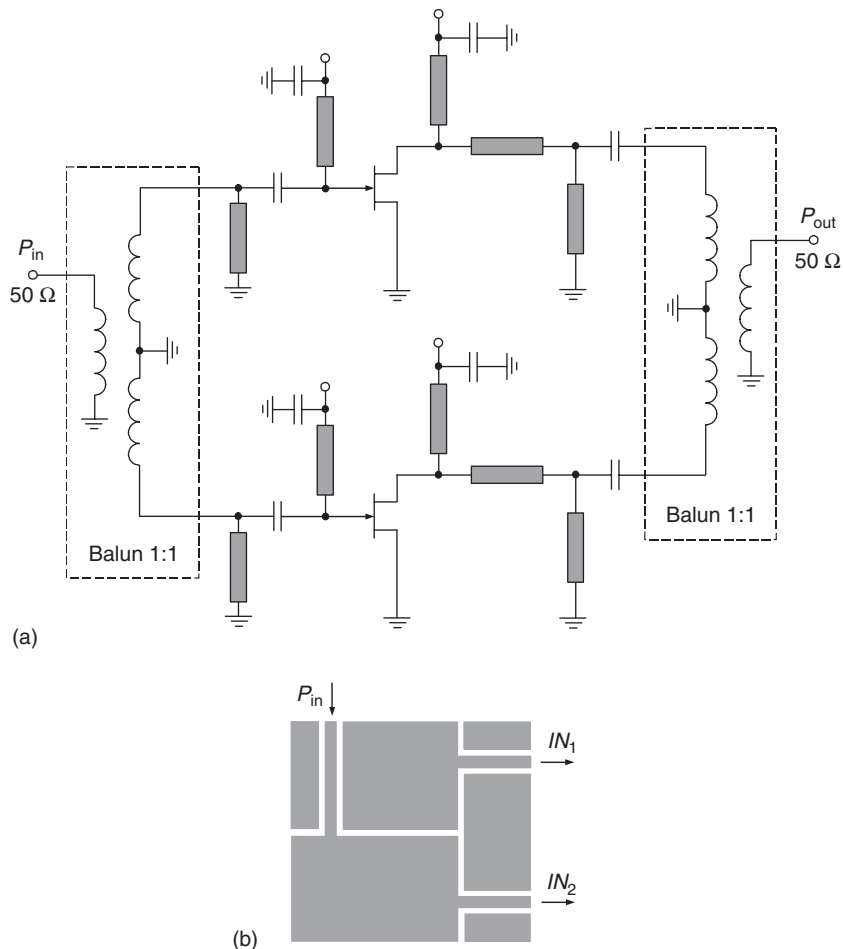 P_in
50 Ω
P_out
50 Ω
Balun 1:1
Balun 1:1
(a)
P_in
IN_1
IN_2
(b)